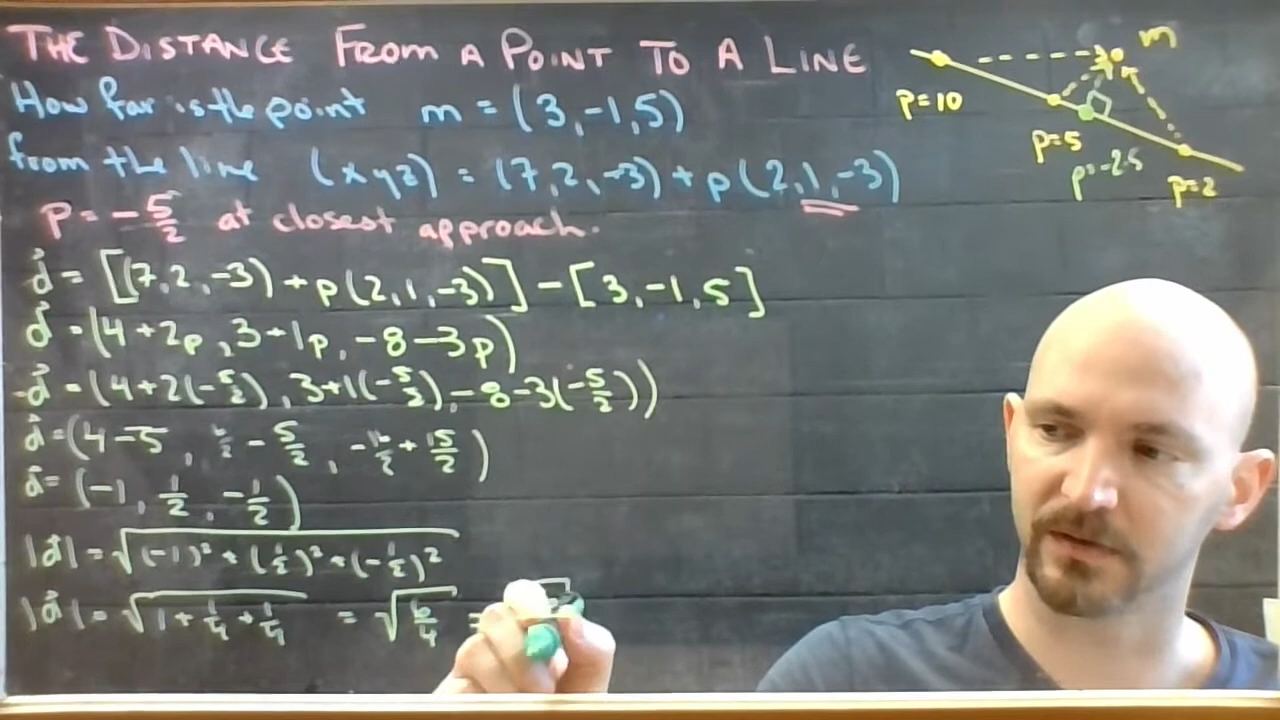 THE DISTANCE FROM A POINT TO A LINE
How far is the point m = (3,-1,5)
from the line (xyz) = (7,2,-3)+p(2,1,-3)
p = -5/2 at closest approach.
d⃗ = [(7,2,-3)+p(2,1,-3)]-[3,-1,5]
d⃗ = (4+2p, 3+1p, -8-3p)
d⃗ = (4+2(-5/2), 3+1(-5/2), -8-3(-5/2))
d⃗ = (4-5, 6/2 - 5/2, -16/2 + 15/2)
d⃗ = (-1, 1/2, -1/2)
|d⃗| = √((-1)² + (1/2)² + (-1/2)²)
|d⃗| = √(1 + 1/4 + 1/4) = √(6/4) =
m
p=10
p=5
p=-2.5
p=2